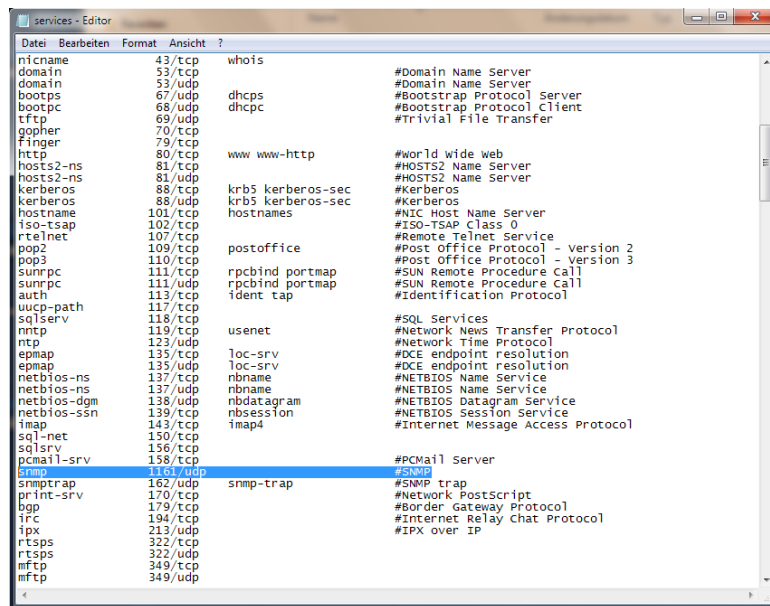 services - Editor
Datei Bearbeiten Format Ansicht ?
nicname 43/tcp whois
domain 53/tcp #Domain Name Server
domain 53/udp #Domain Name Server
bootps 67/udp dhcps #Bootstrap Protocol Server
bootpc 68/udp dhcpc #Bootstrap Protocol Client
tftp 69/udp #Trivial File Transfer
gopher 70/tcp
finger 79/tcp
http 80/tcp www www-http #World Wide Web
hosts2-ns 81/tcp #HOSTS2 Name Server
hosts2-ns 81/udp #HOSTS2 Name Server
kerberos 88/tcp krb5 kerberos-sec #Kerberos
kerberos 88/udp krb5 kerberos-sec #Kerberos
hostname 101/tcp hostnames #NIC Host Name Server
iso-tsap 102/tcp #ISO-TSAP Class 0
rtelnet 107/tcp #Remote Telnet Service
pop2 109/tcp postoffice #Post Office Protocol - Version 2
pop3 110/tcp #Post Office Protocol - Version 3
sunrpc 111/tcp rpcbind portmap #SUN Remote Procedure Call
sunrpc 111/udp rpcbind portmap #SUN Remote Procedure Call
auth 113/tcp ident tap #Identification Protocol
uucp-path 117/tcp
sqlserv 118/tcp #SQL Services
nntp 119/tcp usenet #Network News Transfer Protocol
ntp 123/udp #Network Time Protocol
epmap 135/tcp loc-srv #DCE endpoint resolution
epmap 135/udp loc-srv #DCE endpoint resolution
netbios-ns 137/tcp nbname #NETBIOS Name Service
netbios-ns 137/udp nbname #NETBIOS Name Service
netbios-dgm 138/udp nbdatagram #NETBIOS Datagram Service
netbios-ssn 139/tcp nbsession #NETBIOS Session Service
imap 143/tcp imap4 #Internet Message Access Protocol
sql-net 150/tcp
sqlsrv 156/tcp
pcmail-srv 158/tcp #PCMail Server
snmp 1161/udp #SNMP
snmptrap 162/udp snmp-trap #SNMP trap
print-srv 170/tcp #Network PostScript
bgp 179/tcp #Border Gateway Protocol
irc 194/tcp #Internet Relay Chat Protocol
ipx 213/udp #IPX over IP
rtsps 322/tcp
rtsps 322/udp
mftp 349/tcp
mftp 349/udp